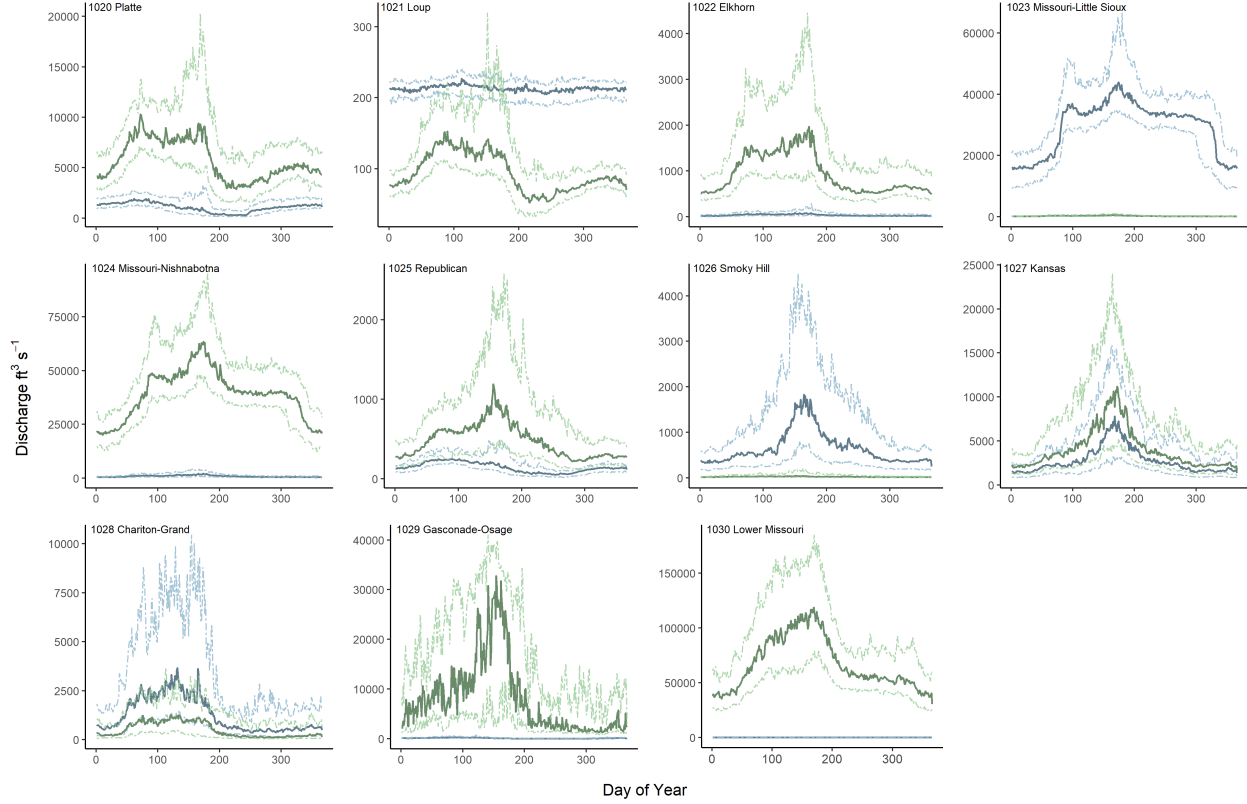 1020 Platte
20000
15000
10000
5000
0
0 100 200 300
1021 Loup
300
200
100
0 100 200 300
1022 Elkhorn
4000
3000
2000
1000
0
0 100 200 300
1023 Missouri-Little Sioux
60000
40000
20000
0
0 100 200 300
Discharge ft³ s⁻¹
1024 Missouri-Nishnabotna
75000
50000
25000
0
0 100 200 300
1025 Republican
2000
1000
0
0 100 200 300
1026 Smoky Hill
4000
3000
2000
1000
0
0 100 200 300
1027 Kansas
25000
20000
15000
10000
5000
0
0 100 200 300
1028 Chariton-Grand
10000
7500
5000
2500
0
0 100 200 300
1029 Gasconade-Osage
40000
30000
20000
10000
0
0 100 200 300
1030 Lower Missouri
150000
100000
50000
0
0 100 200 300
Day of Year